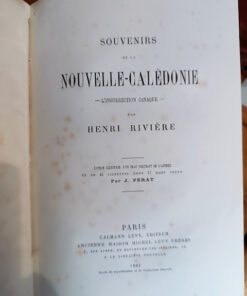 SOUVENIRS
DE LA
NOUVELLE-CALÉDONIE
— L'INSURRECTION CANAQUE —
PAR
HENRI RIVIÈRE
Par J. FÉRAT
PARIS
CALMANN LÉVY, ÉDITEUR
ANCIENNE MAISON MICHEL LÉVY FRÈRES
A LA LIBRAIRIE NOUVELLE